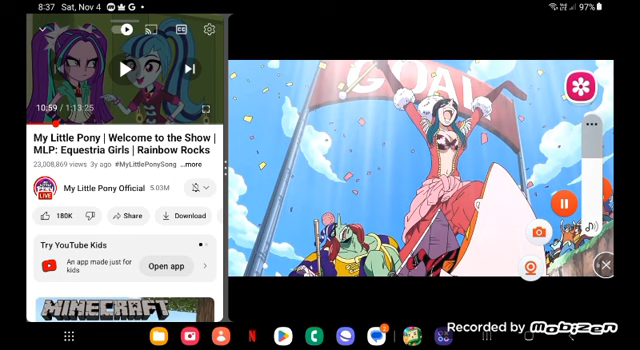 8:37 Sat, Nov 4
97%
CC
10:59 / 1:13:25
My Little Pony | Welcome to the Show |
MLP: Equestria Girls | Rainbow Rocks
23,008,869 views 3y ago #MyLittlePonySong ...more
LIVE
My Little Pony Official 5.03M
180K
Share
Download
Try YouTube Kids
An app made just for
kids
Open app
MINECRAFT
GOAL
N
Recorded by Mobizen